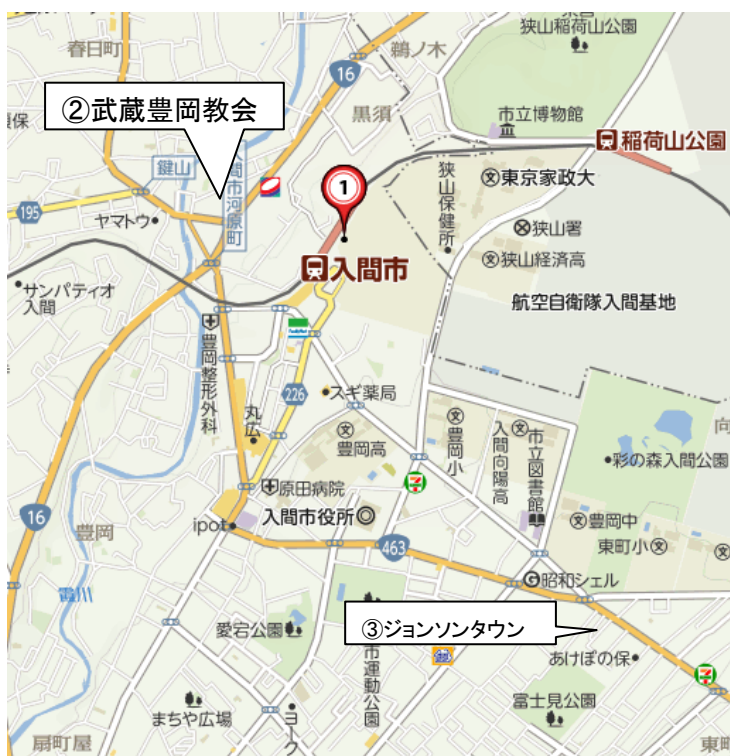 春日町
鵜ノ木
狭山稲荷山公園
16
②武蔵豊岡教会
黒須
市立博物館
稲荷山公園
鍵山
入間市河原町
1
狭山保健所
東京家政大
195
ヤマトウ
狭山署
入間市
狭山経済高
サンパティオ
入間
航空自衛隊入間基地
豊岡整形外科
FamilyMart
226
スギ薬局
丸広
豊岡高
豊岡小
入間向陽高
市立図書館
向
彩の森入間公園
原田病院
16
豊岡
ipot
入間市役所
豊岡中
463
東町小
昭和シェル
霞川
愛宕公園
③ジョンソンタウン
市運動公園
あけぼの保
まちや広場
富士見公園
扇町屋
ヨーク
東町